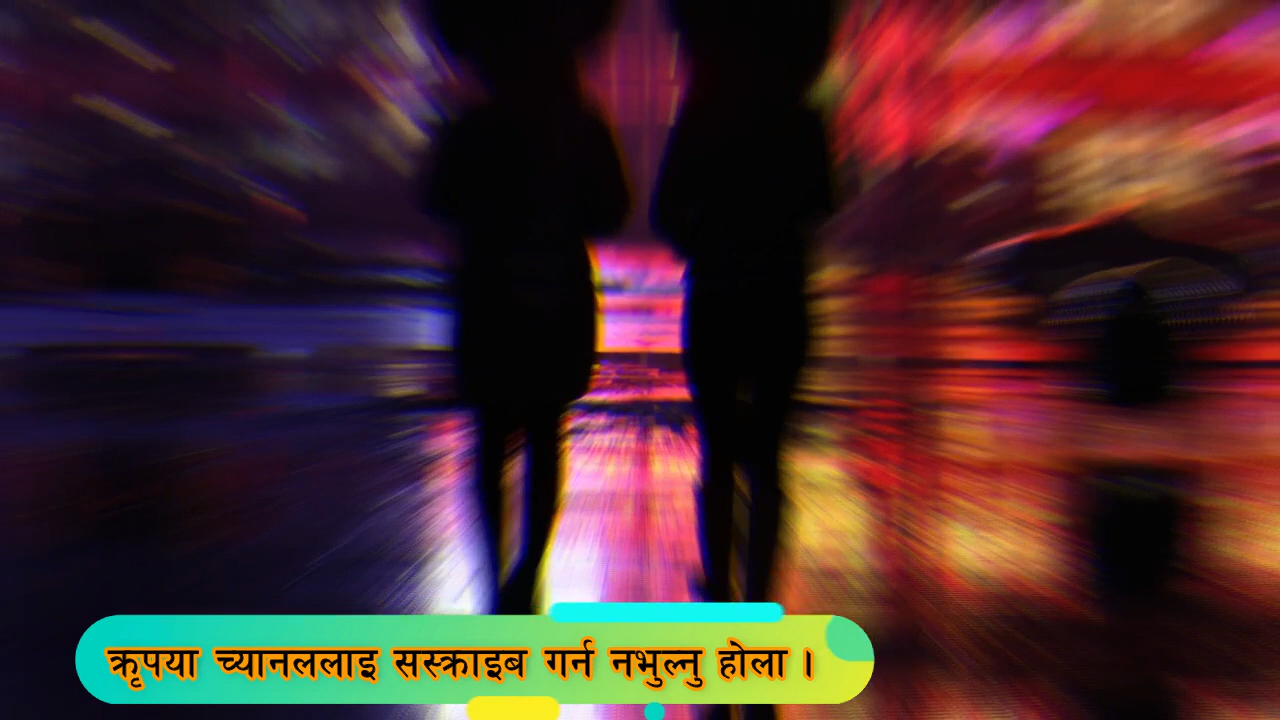 क्रृपया च्यानललाइ सस्क्राइब गर्न नभुल्नु होला ।